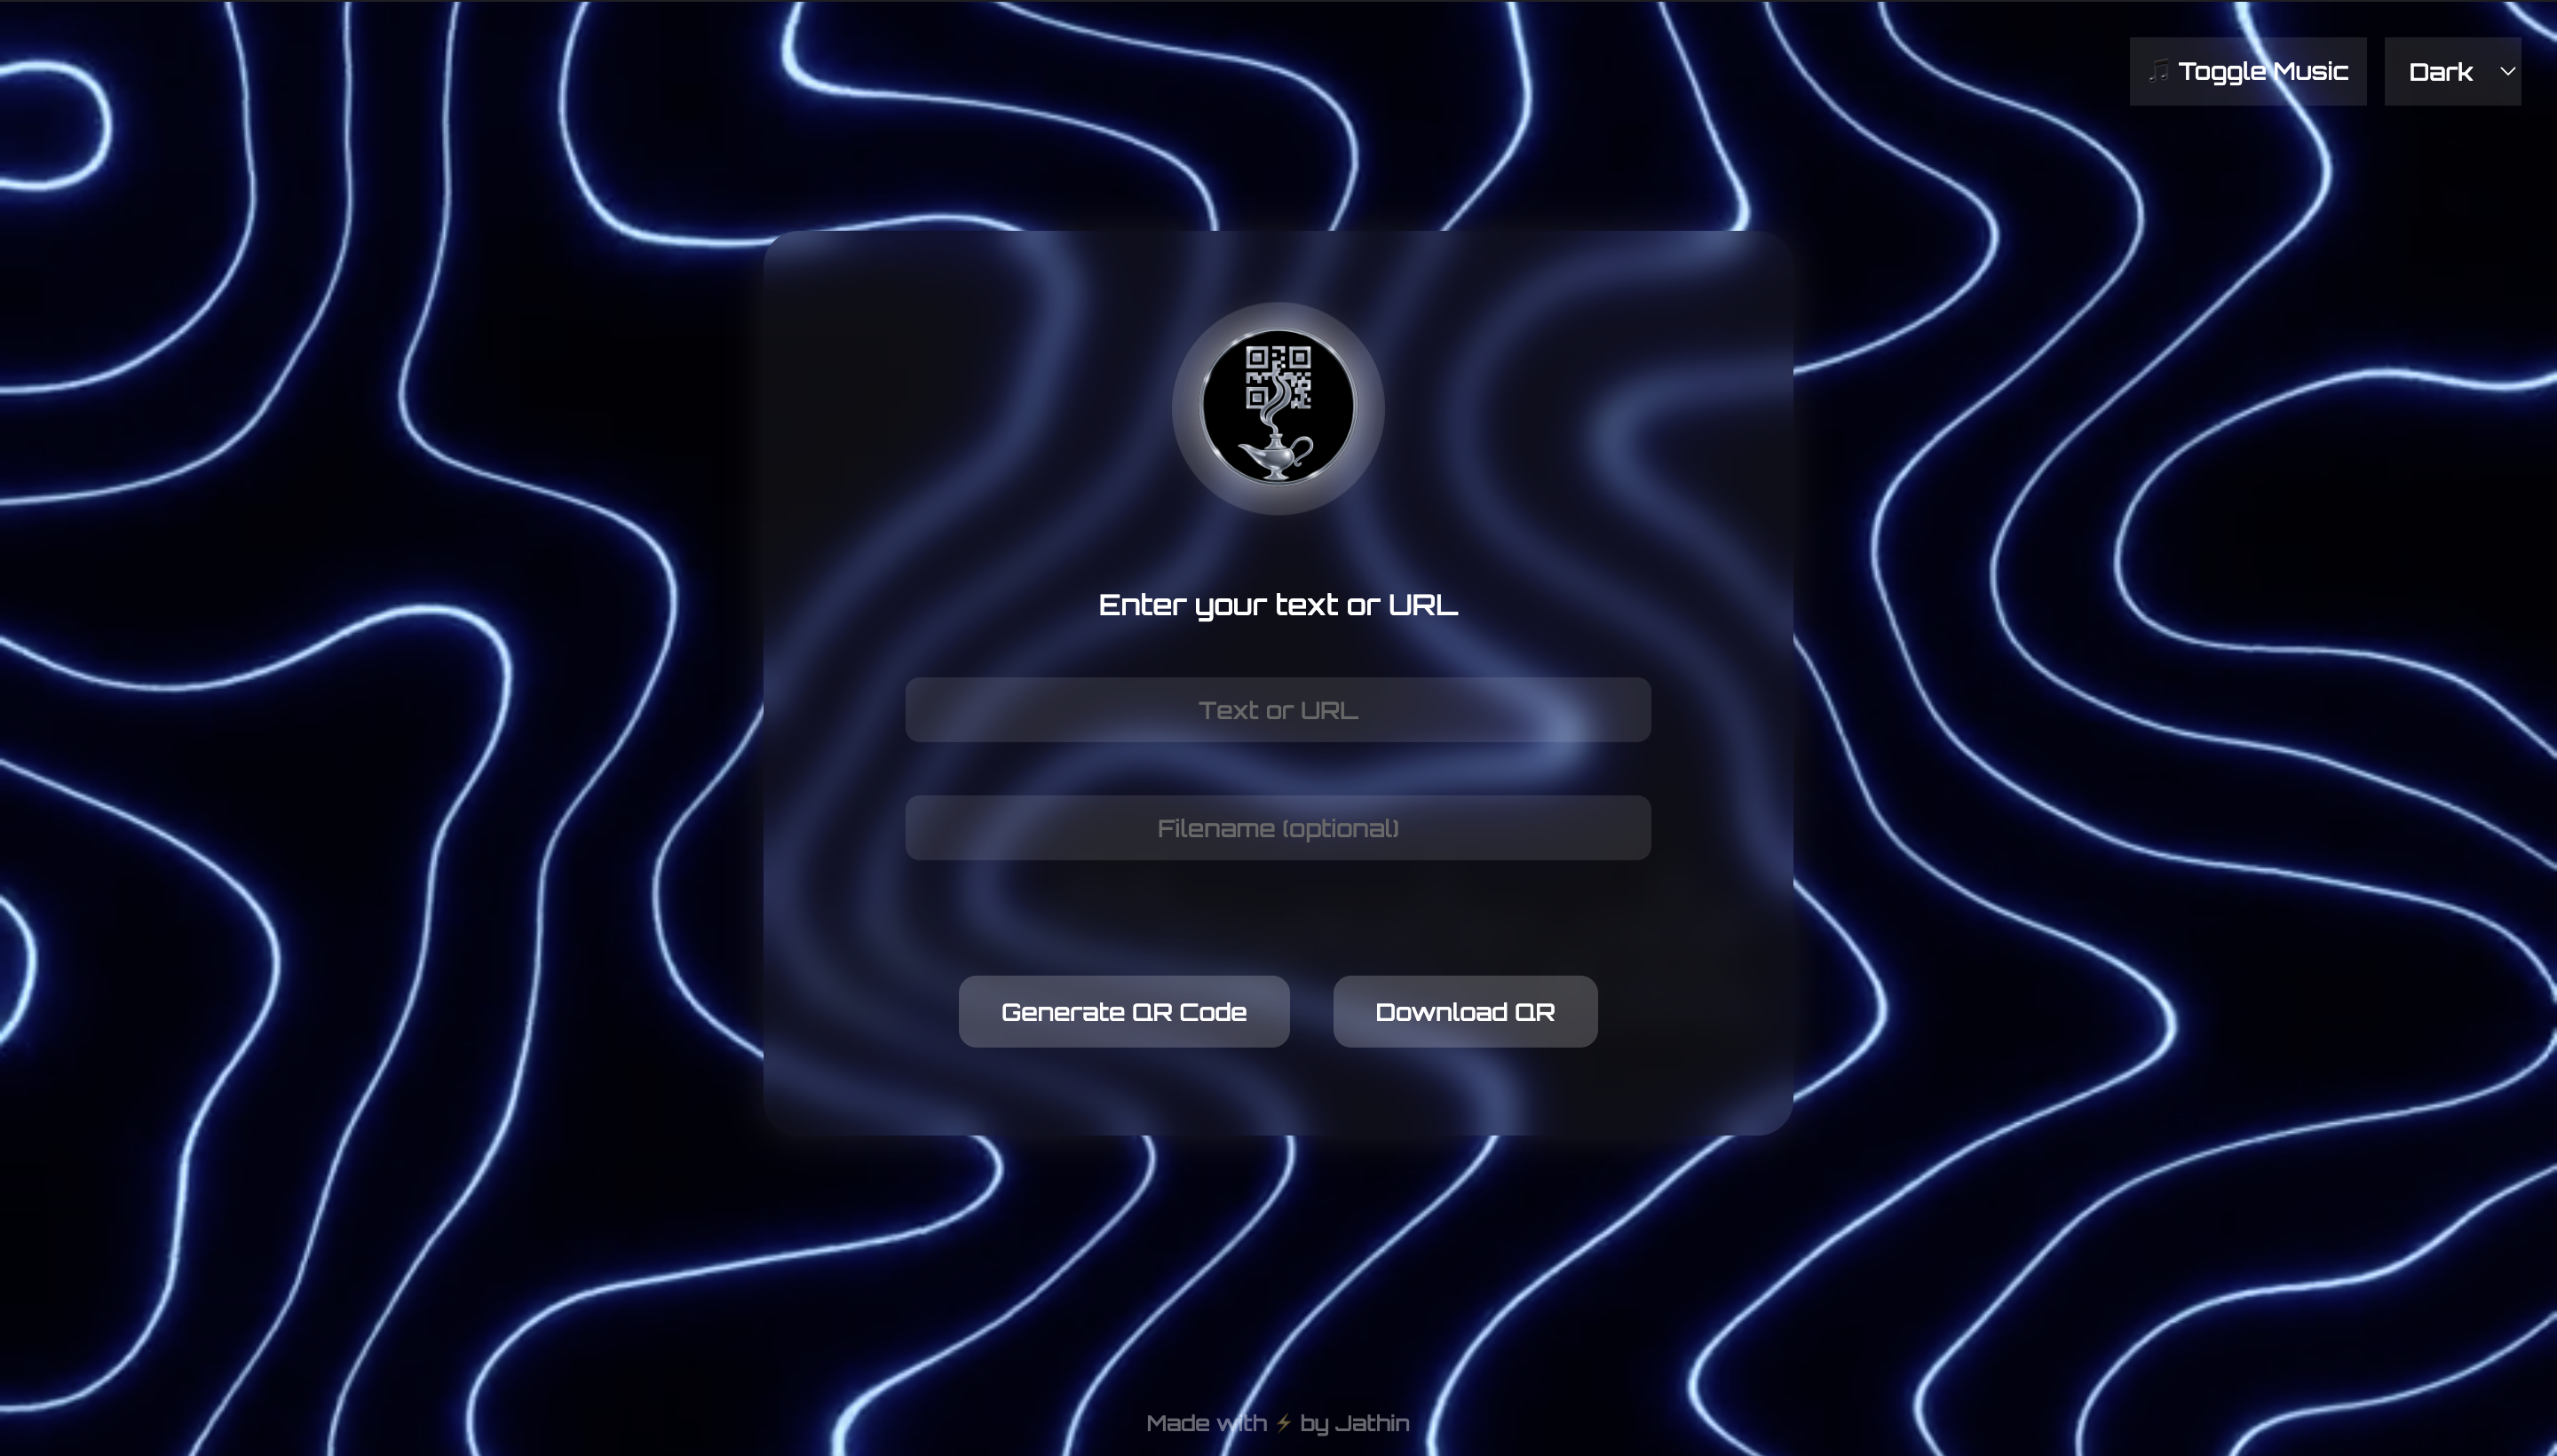 🎵 Toggle Music
Dark
Enter your text or URL
Text or URL
Filename (optional)
Generate QR Code
Download QR
Made with ⚡ by Jathin